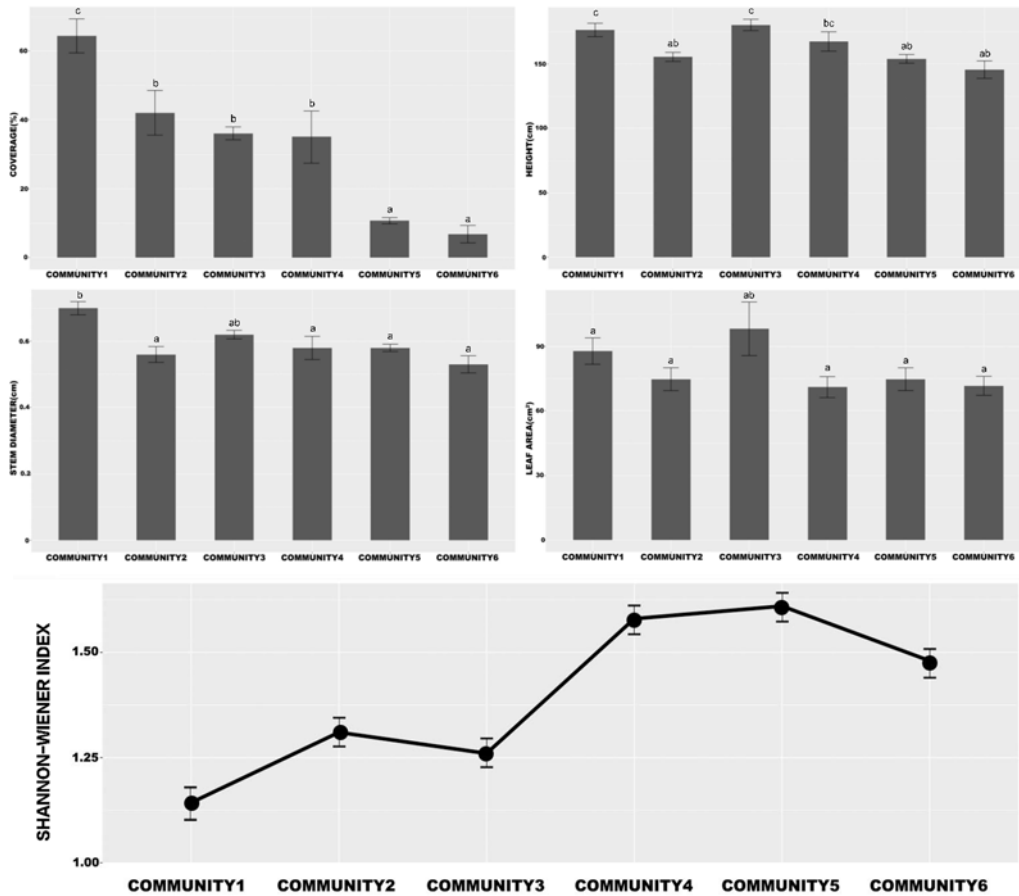 c
60
b
b
b
40
COVERAGE(%)
20
a
a
0
COMMUNITY1 COMMUNITY2 COMMUNITY3 COMMUNITY4 COMMUNITY5 COMMUNITY6
c
ab
c
bc
ab
ab
150
100
HEIGHT(cm)
50
0
COMMUNITY1 COMMUNITY2 COMMUNITY3 COMMUNITY4 COMMUNITY5 COMMUNITY6
b
a
ab
a
a
a
0.6
0.4
STEM DIAMETER(cm)
0.2
0
COMMUNITY1 COMMUNITY2 COMMUNITY3 COMMUNITY4 COMMUNITY5 COMMUNITY6
a
a
ab
a
a
a
90
60
LEAF AREA(cm²)
30
0
COMMUNITY1 COMMUNITY2 COMMUNITY3 COMMUNITY4 COMMUNITY5 COMMUNITY6
SHANNON–WIENER INDEX
1.50
1.25
1.00
COMMUNITY1 COMMUNITY2 COMMUNITY3 COMMUNITY4 COMMUNITY5 COMMUNITY6